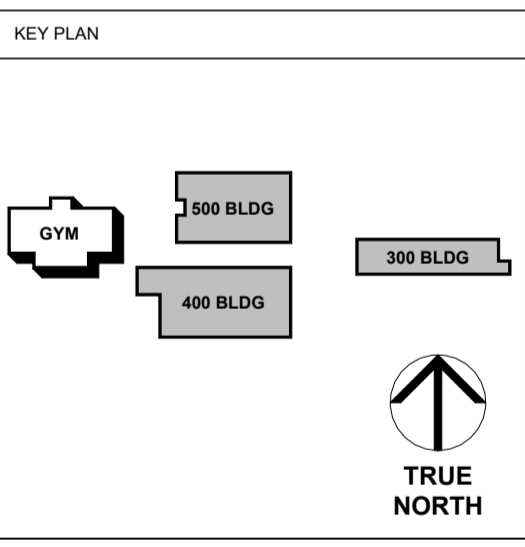 KEY PLAN
500 BLDG
GYM
300 BLDG
400 BLDG
TRUE
NORTH